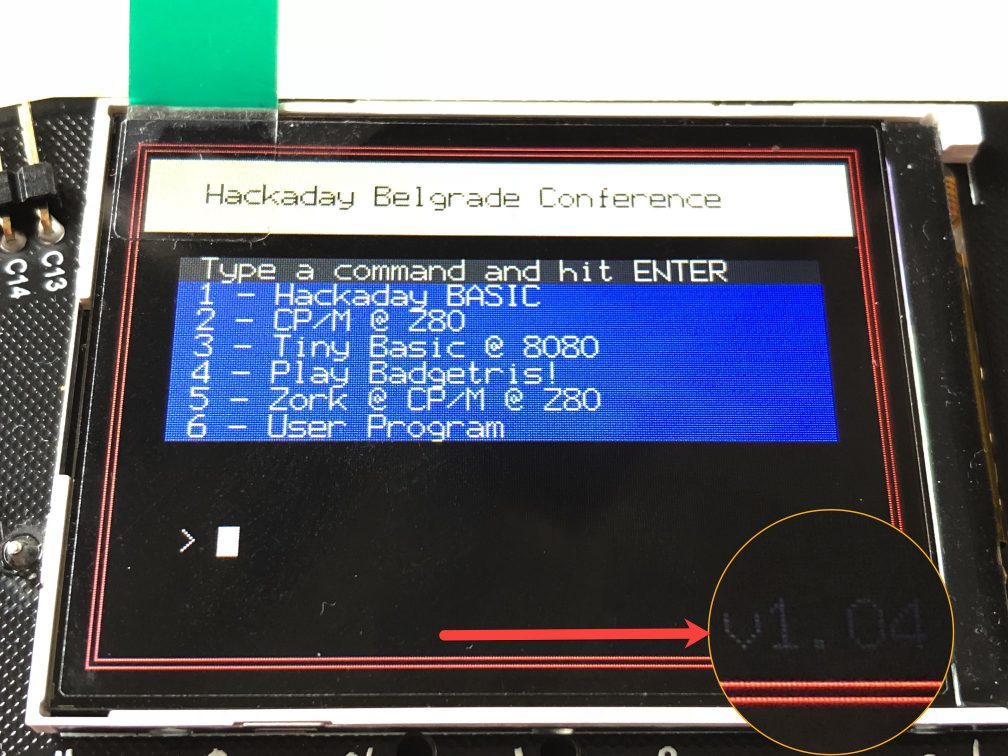 Hackaday Belgrade Conference
Type a command and hit ENTER
1 - Hackaday BASIC
2 - CP/M @ Z80
3 - Tiny Basic @ 8080
4 - Play Badgetris!
5 - Zork @ CP/M @ Z80
6 - User Program
>
v1.04
C14
C13